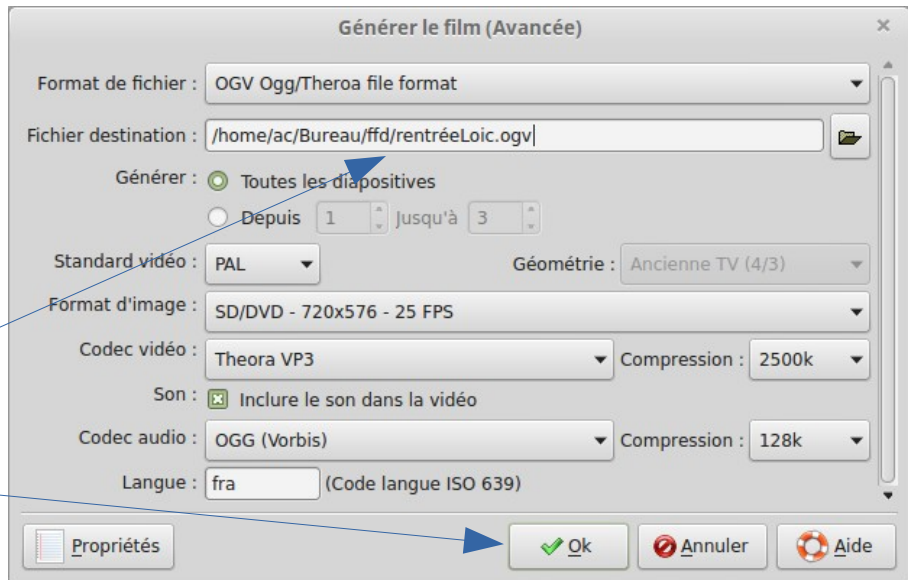 Générer le film (Avancée)
Format de fichier : OGV Ogg/Theroa file format
Fichier destination : /home/ac/Bureau/ffd/rentréeLoic.ogv
Générer : Toutes les diapositives
Depuis 1 Jusqu'à 3
Standard vidéo : PAL Géométrie : Ancienne TV (4/3)
Format d'image : SD/DVD - 720x576 - 25 FPS
Codec vidéo : Theora VP3 Compression : 2500k
Son : Inclure le son dans la vidéo
Codec audio : OGG (Vorbis) Compression : 128k
Langue : fra (Code langue ISO 639)
Propriétés Ok Annuler Aide